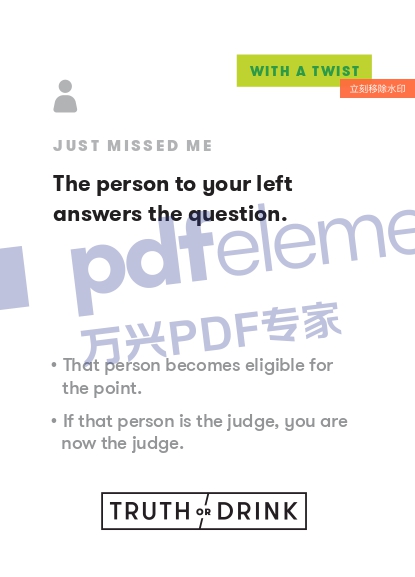 WITH A TWIST
立刻移除水印
JUST MISSED ME
The person to your left
answers the question.
pdfeleme
万兴PDF专家
• That person becomes eligible for
the point.
• If that person is the judge, you are
now the judge.
TRUTH OR DRINK